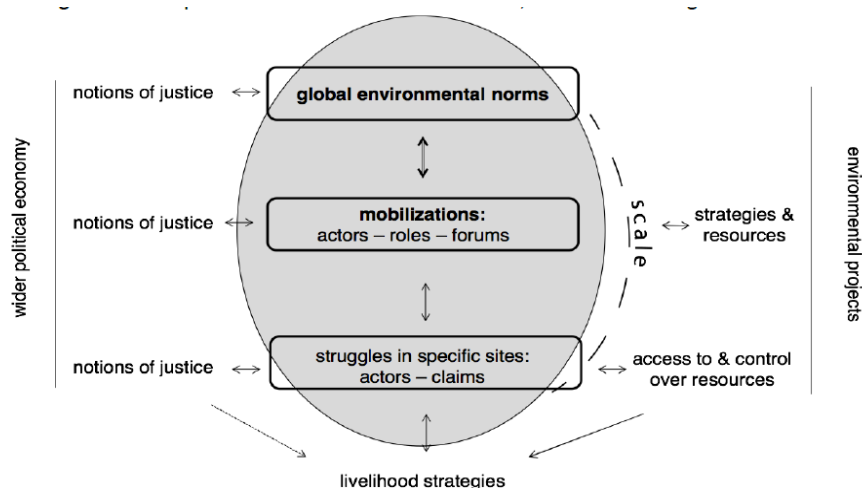 notions of justice
global environmental norms
wider political economy
environmental projects
notions of justice
mobilizations:
actors – roles – forums
scale
strategies &
resources
notions of justice
struggles in specific sites:
actors – claims
access to & control
over resources
livelihood strategies